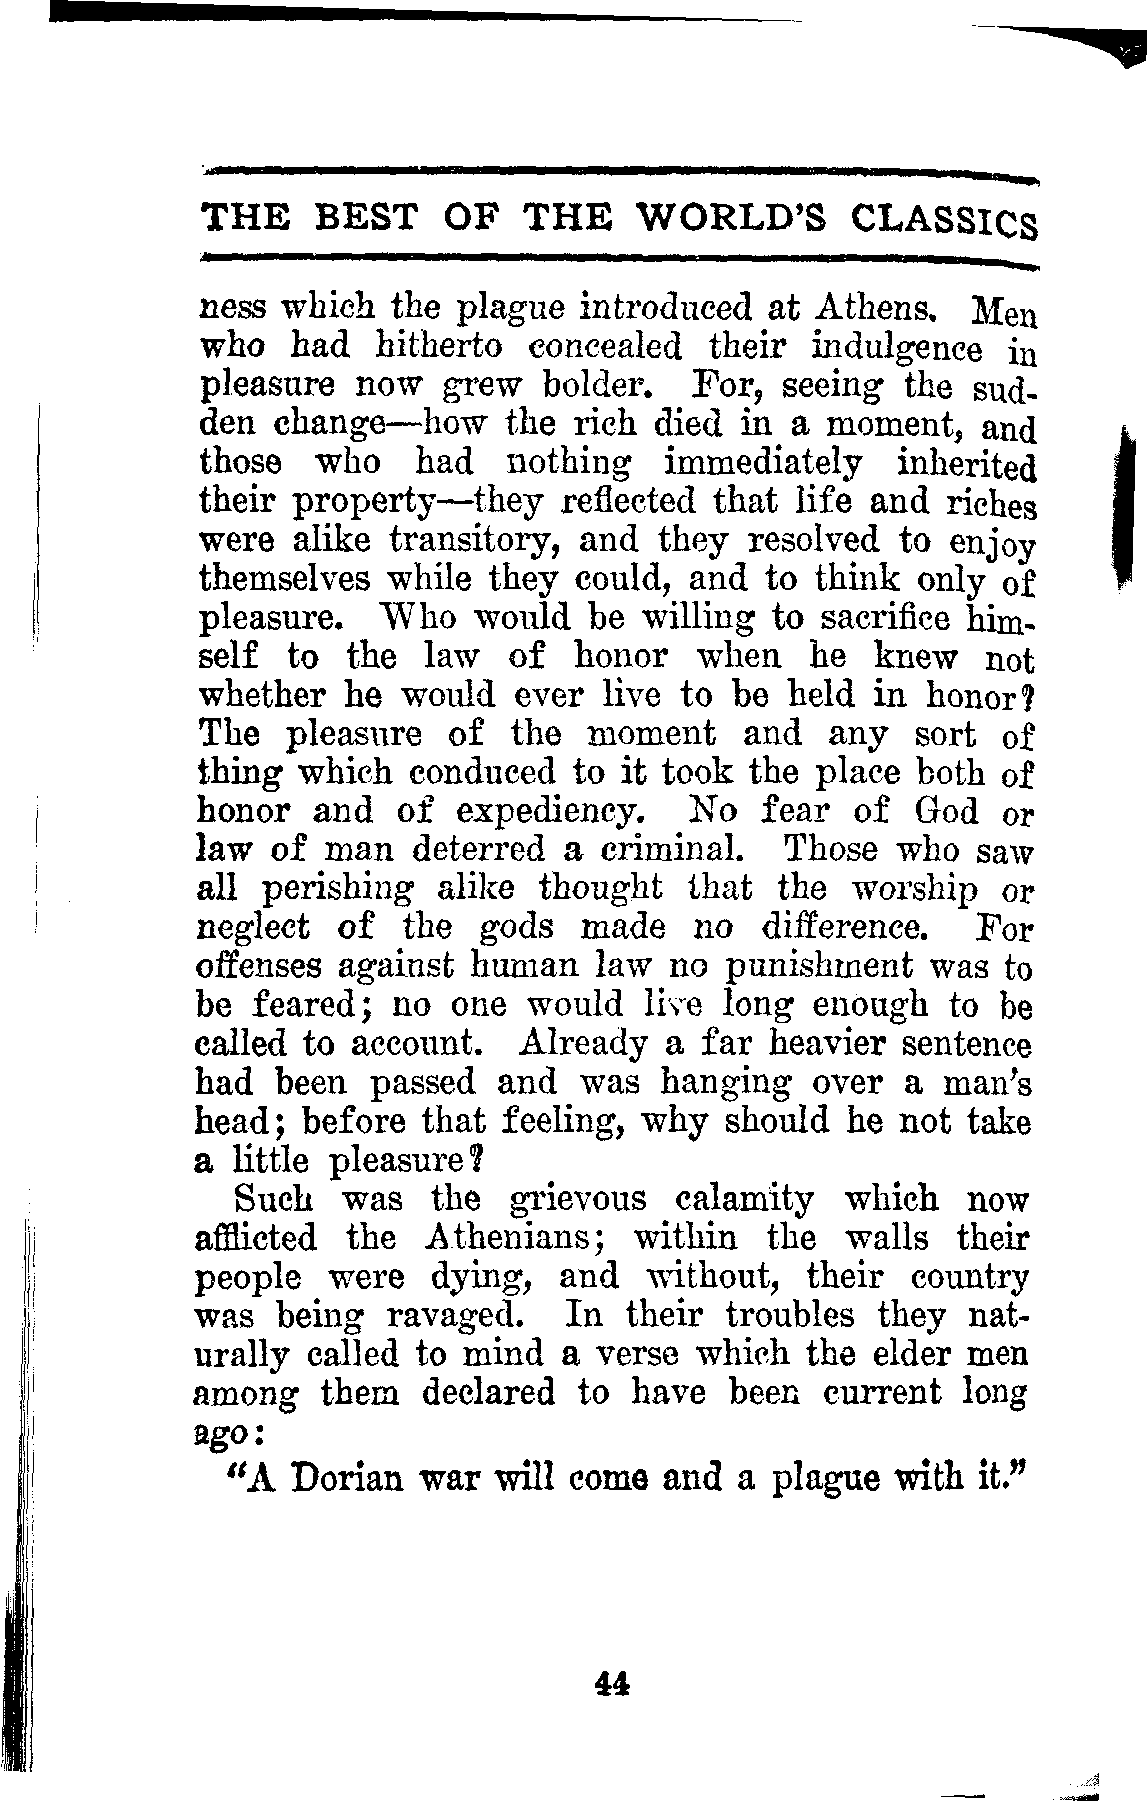 THE BEST OF THE WORLD'S CLASSICS
ness which the plague introduced at Athens. Men
who had hitherto concealed their indulgence in
pleasure now grew bolder. For, seeing the sud-
den change—how the rich died in a moment, and
those who had nothing immediately inherited
their property—they reflected that life and riches
were alike transitory, and they resolved to enjoy
themselves while they could, and to think only of
pleasure. Who would be willing to sacrifice him-
self to the law of honor when he knew not
whether he would ever live to be held in honor?
The pleasure of the moment and any sort of
thing which conduced to it took the place both of
honor and of expediency. No fear of God or
law of man deterred a criminal. Those who saw
all perishing alike thought that the worship or
neglect of the gods made no difference. For
offenses against human law no punishment was to
be feared; no one would live long enough to be
called to account. Already a far heavier sentence
had been passed and was hanging over a man's
head; before that feeling, why should he not take
a little pleasure?
Such was the grievous calamity which now
afflicted the Athenians; within the walls their
people were dying, and without, their country
was being ravaged. In their troubles they nat-
urally called to mind a verse which the elder men
among them declared to have been current long
ago:
"A Dorian war will come and a plague with it."
44